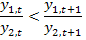 y₁,ₜ / y₂,ₜ < y₁,ₜ₊₁ / y₂,ₜ₊₁